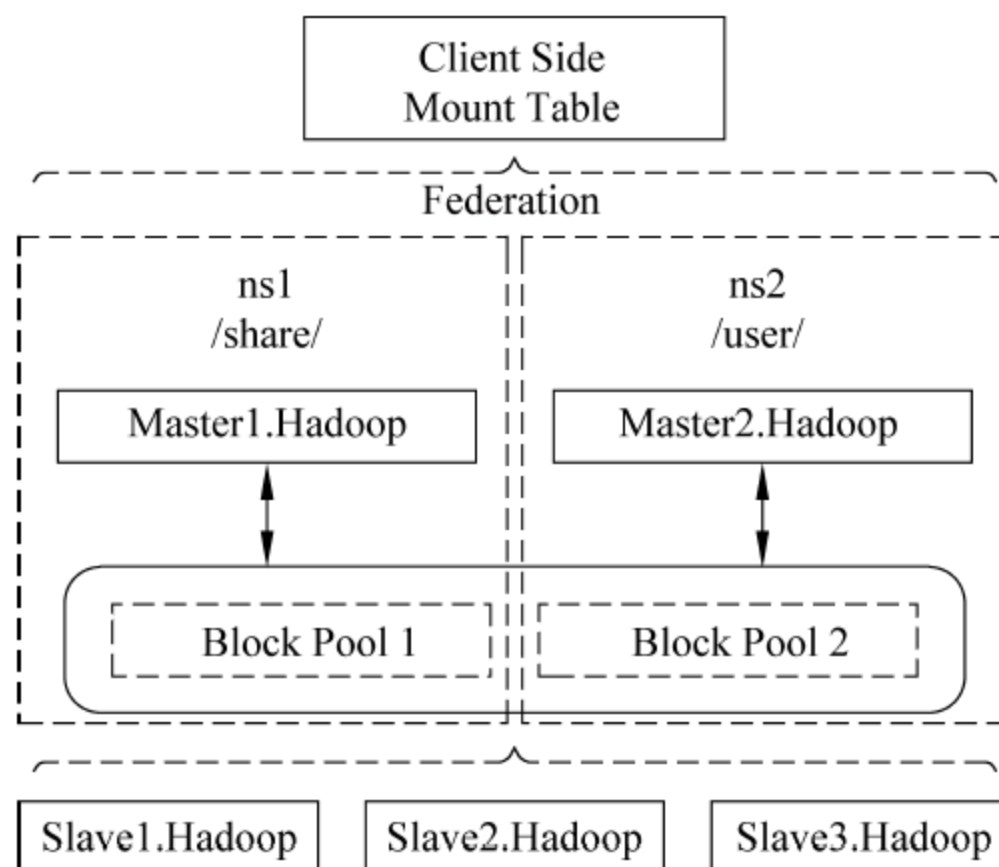 Client Side
Mount Table
Federation
ns1
/share/
Master1.Hadoop
Block Pool 1
ns2
/user/
Master2.Hadoop
Block Pool 2
Slave1.Hadoop
Slave2.Hadoop
Slave3.Hadoop